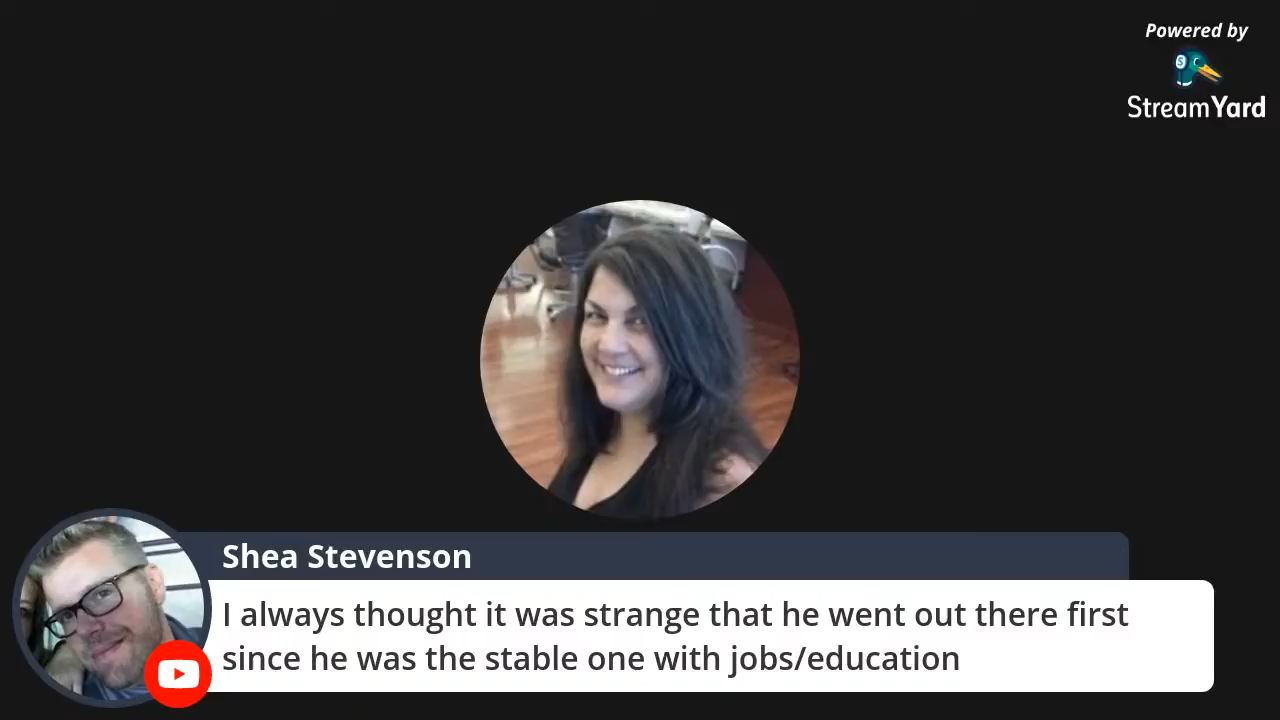 Powered by
StreamYard
Shea Stevenson
I always thought it was strange that he went out there first
since he was the stable one with jobs/education